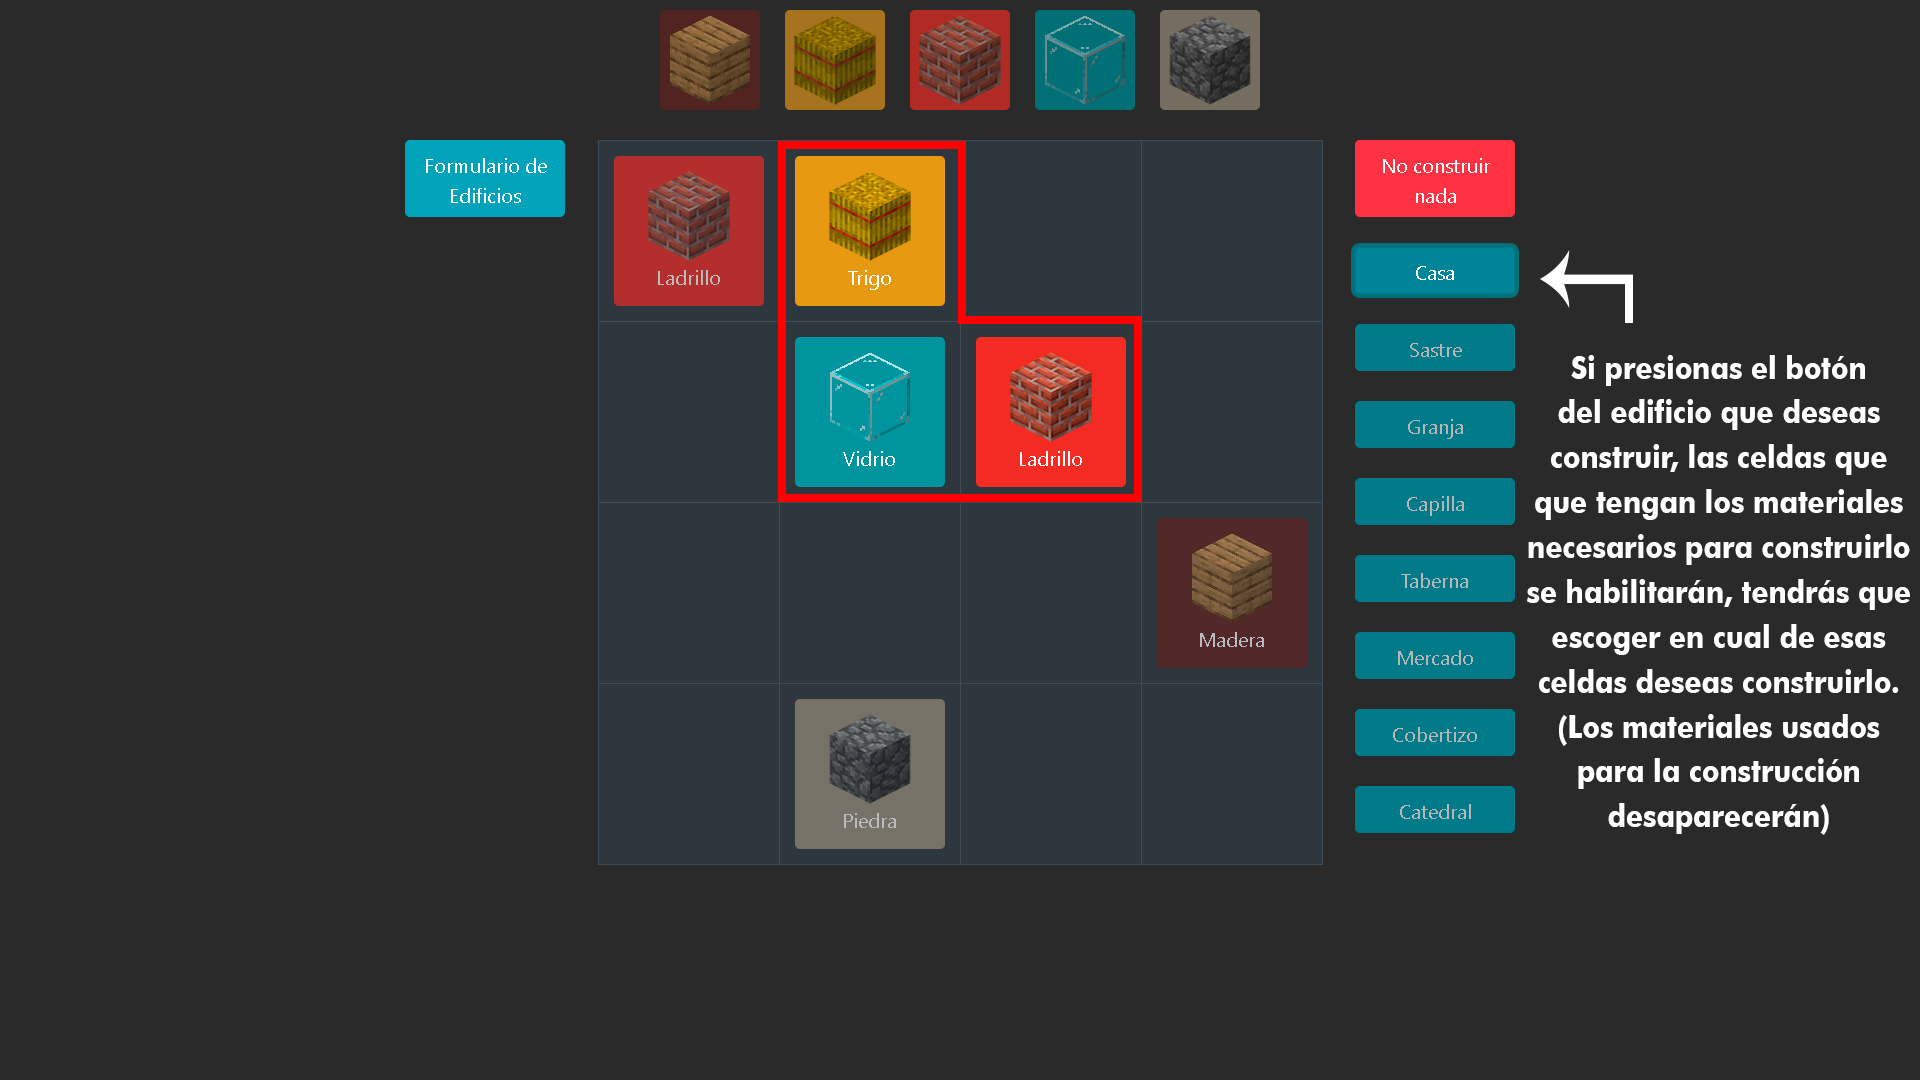 Formulario de
Edificios
Ladrillo
Trigo
Vidrio
Ladrillo
Madera
Piedra
No construir
nada
Casa
Sastre
Granja
Capilla
Taberna
Mercado
Cobertizo
Catedral
Si presionas el botón
del edificio que deseas
construir, las celdas que
que tengan los materiales
necesarios para construirlo
se habilitarán, tendrás que
escoger en cual de esas
celdas deseas construirlo.
(Los materiales usados
para la construcción
desaparecerán)